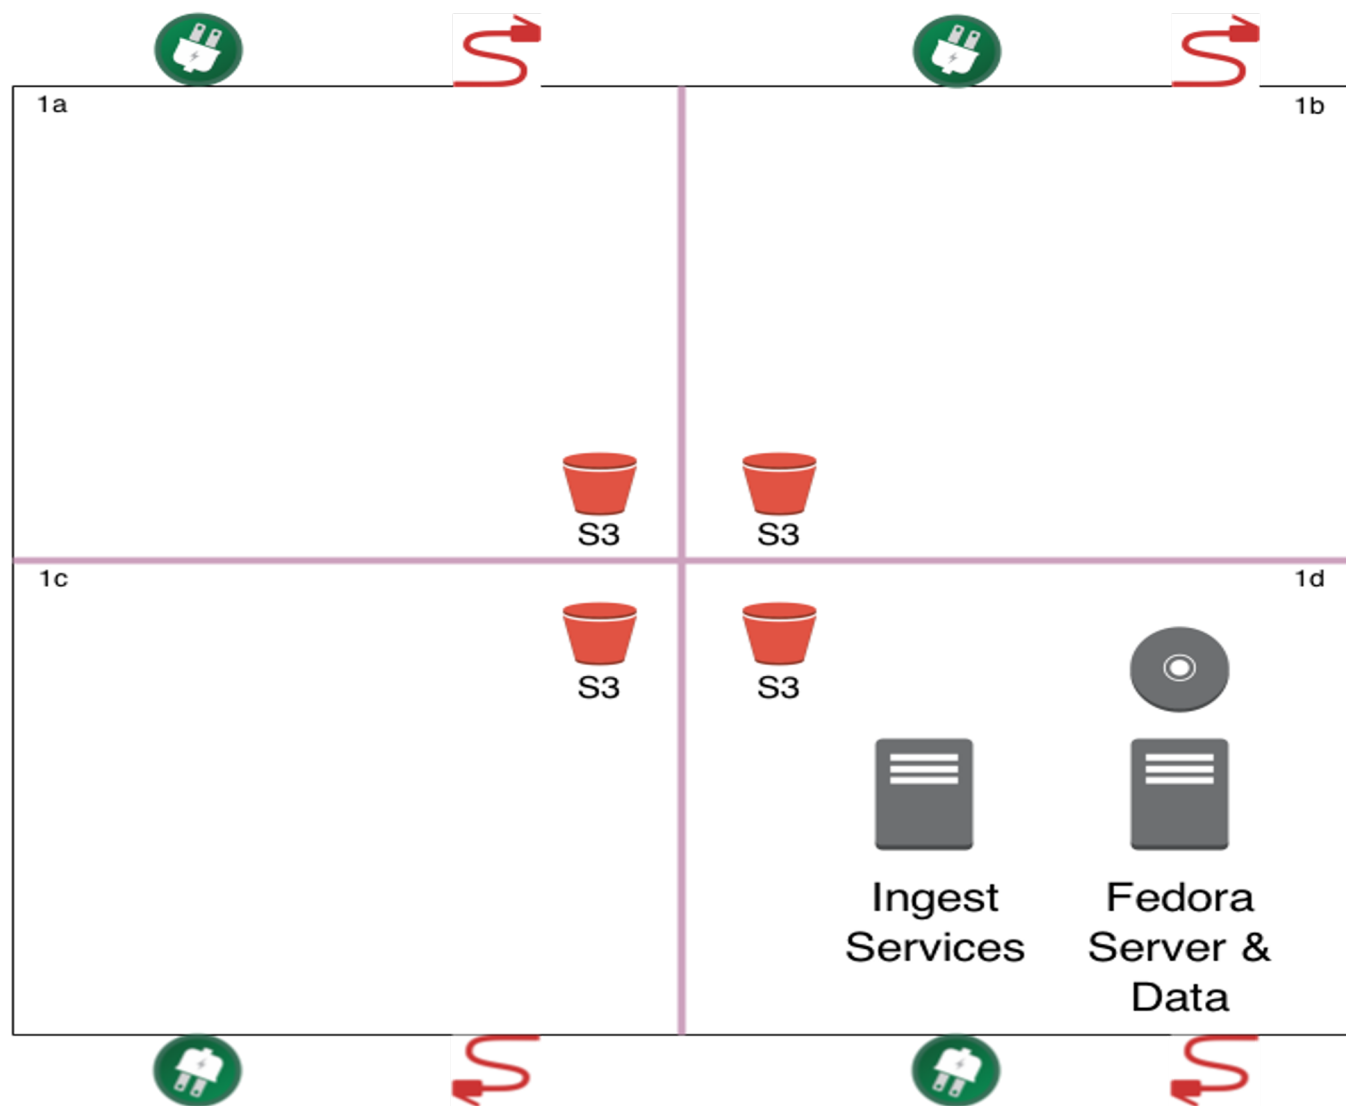 1a
1b
S3
S3
1c
1d
S3
S3
Ingest
Services
Fedora
Server &
Data